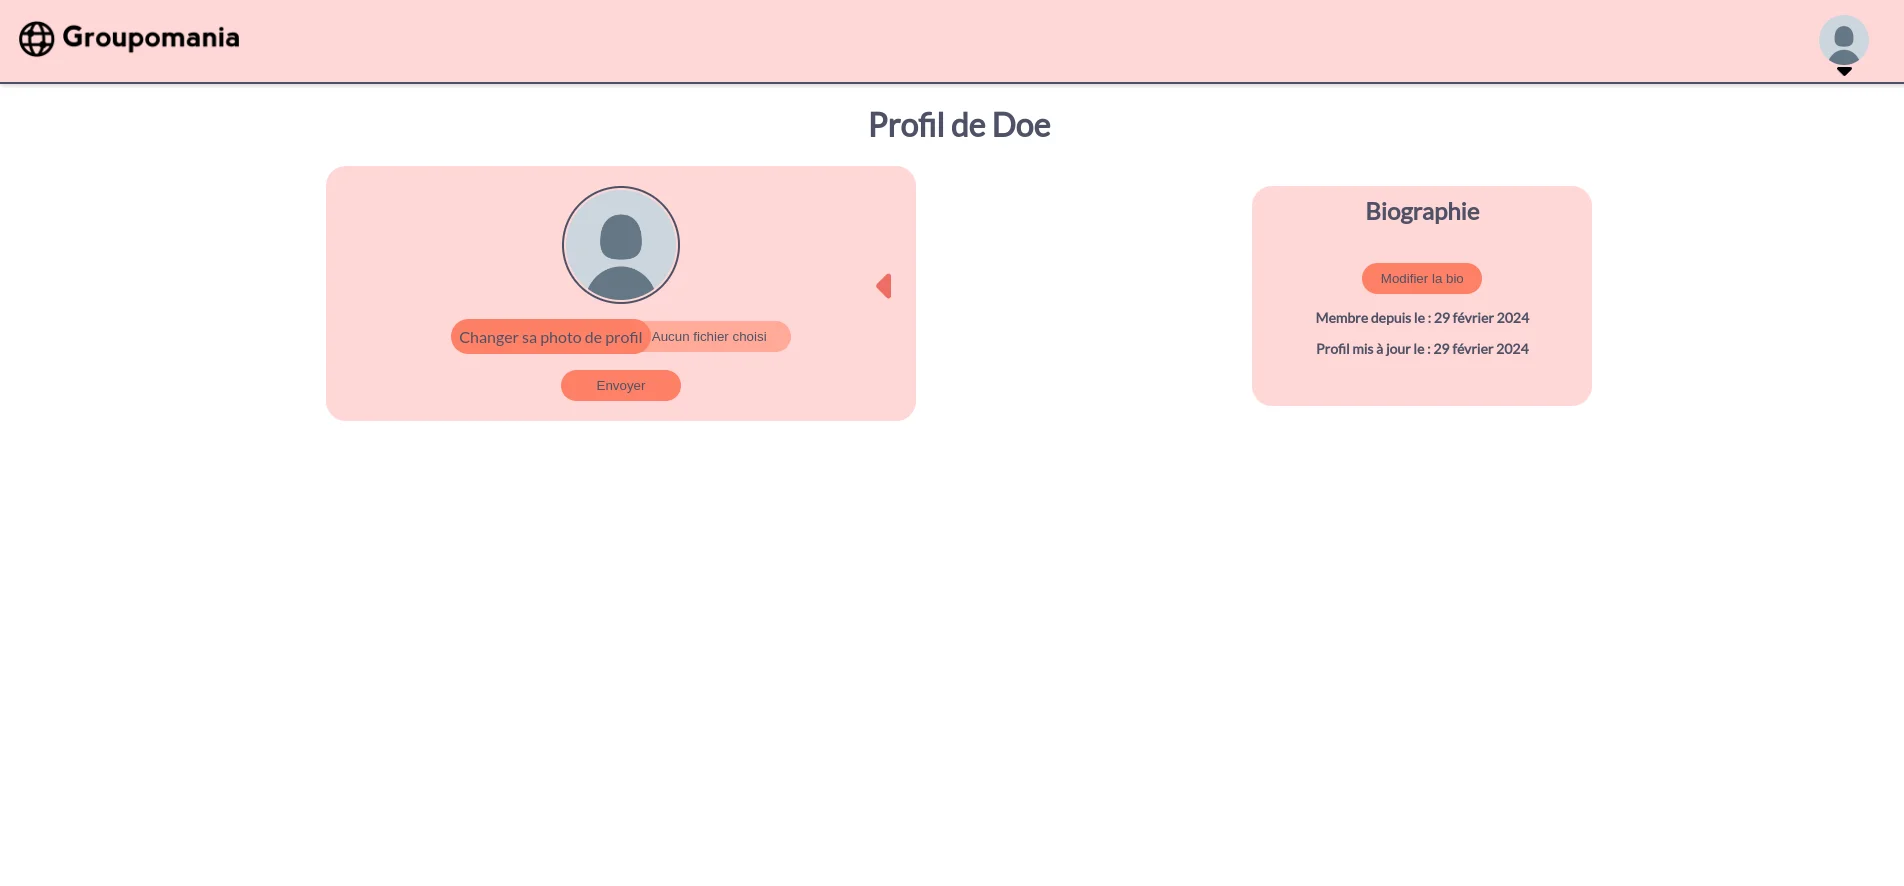 Groupomania
Profil de Doe
Changer sa photo de profil Aucun fichier choisi
Envoyer
Biographie
Modifier la bio
Membre depuis le : 29 février 2024
Profil mis à jour le : 29 février 2024